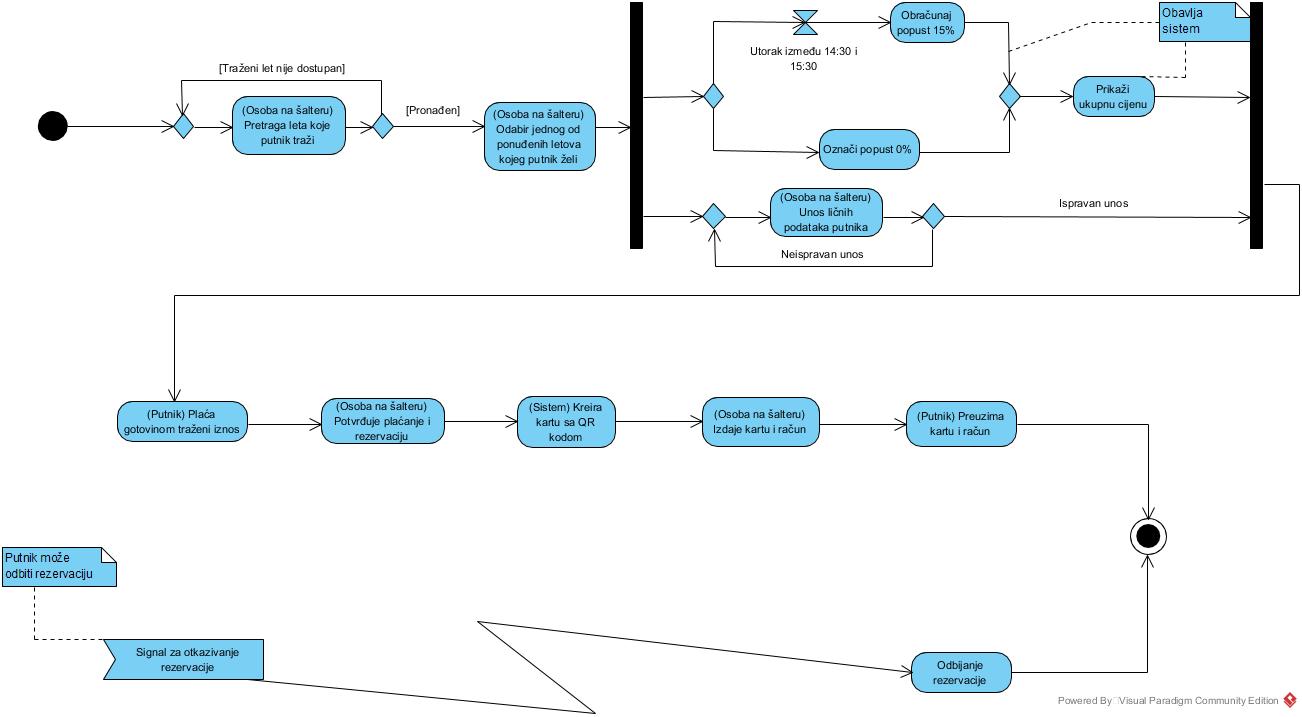 [Traženi let nije dostupan]
(Osoba na šalteru)
Pretraga leta koje
putnik traži
[Pronađen]
(Osoba na šalteru)
Odabir jednog od
ponuđenih letova
kojeg putnik želi
Utorak između 14:30 i
15:30
Obračunaj
popust 15%
Obavlja
sistem
Prikaži
ukupnu cijenu
Označi popust 0%
(Osoba na šalteru)
Unos ličnih
podataka putnika
Ispravan unos
Neispravan unos
(Putnik) Plaća
gotovinom traženi iznos
(Osoba na šalteru)
Potvrđuje plaćanje i
rezervaciju
(Sistem) Kreira
kartu sa QR
kodom
(Osoba na šalteru)
Izdaje kartu i račun
(Putnik) Preuzima
kartu i račun
Putnik može
odbiti rezervaciju
Signal za otkazivanje
rezervacije
Odbijanje
rezervacije
Powered By Visual Paradigm Community Edition